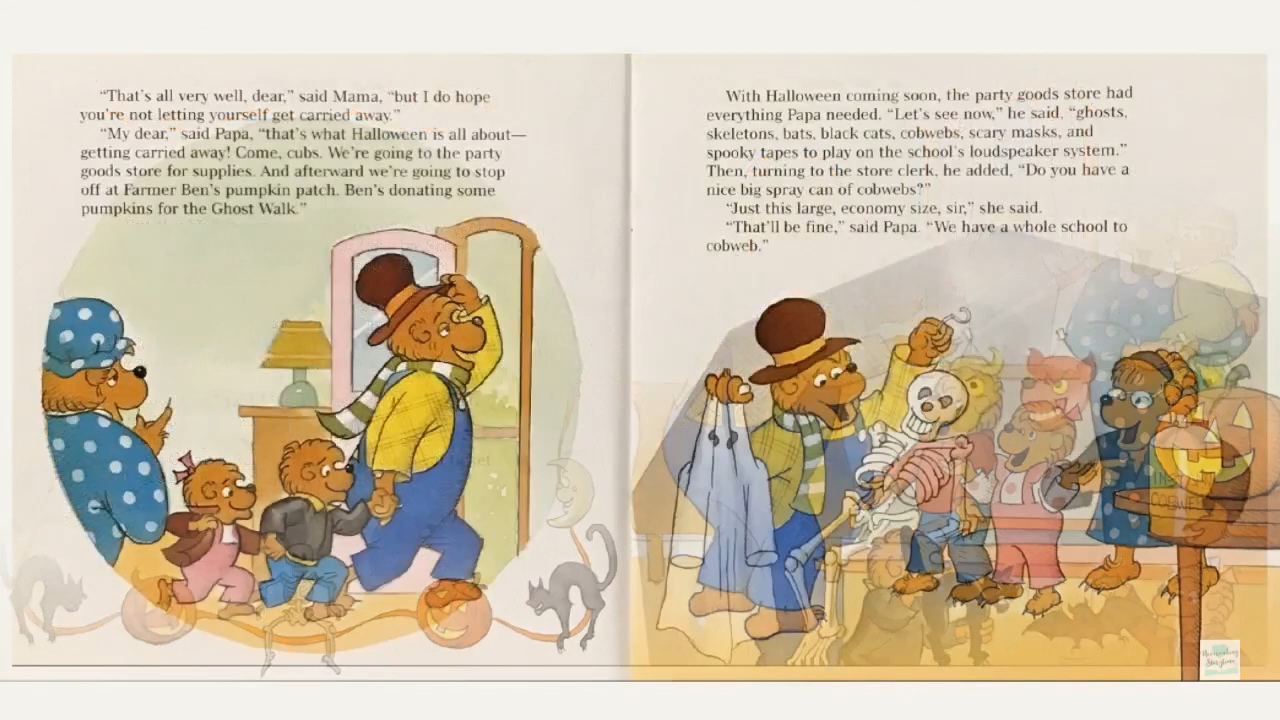 “That’s all very well, dear,” said Mama, “but I do hope
you’re not letting yourself get carried away.”
“My dear,” said Papa, “that’s what Halloween is all about—
getting carried away! Come, cubs. We’re going to the party
goods store for supplies. And afterward we’re going to stop
off at Farmer Ben’s pumpkin patch. Ben’s donating some
pumpkins for the Ghost Walk.”
With Halloween coming soon, the party goods store had
everything Papa needed. “Let’s see now,” he said, “ghosts,
skeletons, bats, black cats, cobwebs, scary masks, and
spooky tapes to play on the school’s loudspeaker system.”
Then, turning to the store clerk, he added, “Do you have a
nice big spray can of cobwebs?”
“Just this large, economy size, sir,” she said.
“That’ll be fine,” said Papa. “We have a whole school to
cobweb.”
COBWEB
Storytime